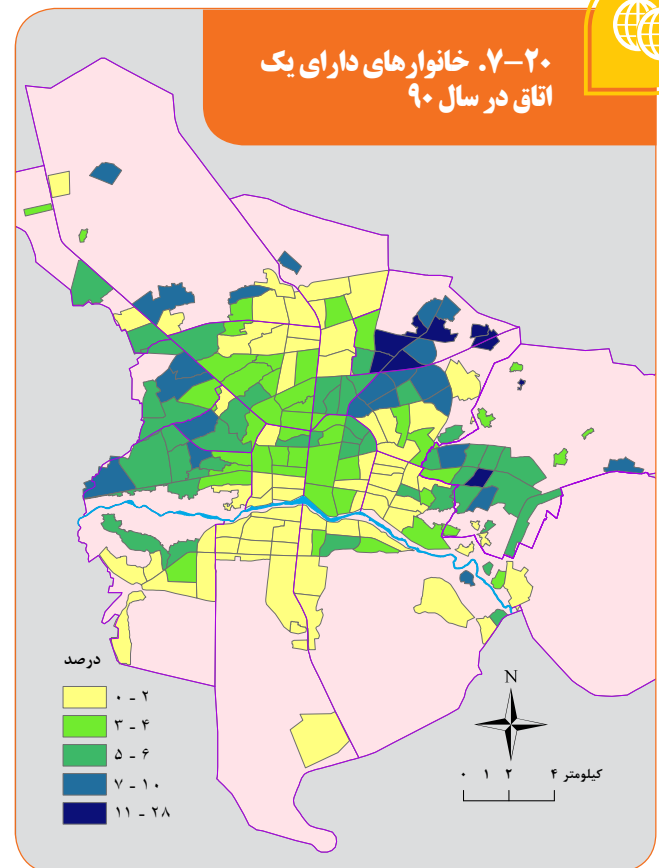 ۲۰–۷. خانوارهای دارای یک
اتاق در سال ۹۰
درصد
۰ - ۲
۳ - ۴
۵ - ۶
۷ - ۱۰
۱۱ - ۲۸
N
۰ ۱ ۲ ۴ کیلومتر